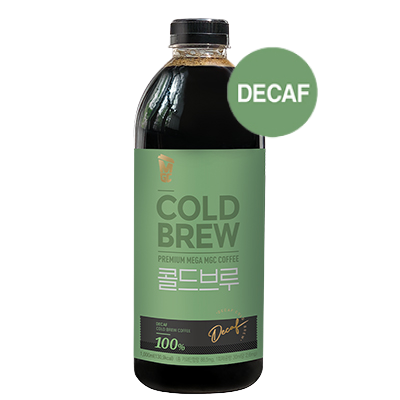 DECAF
COLD
BREW
PREMIUM MEGA MGC COFFEE
콜드브루
DECAF
COLD BREW COFFEE
100%
Decaf